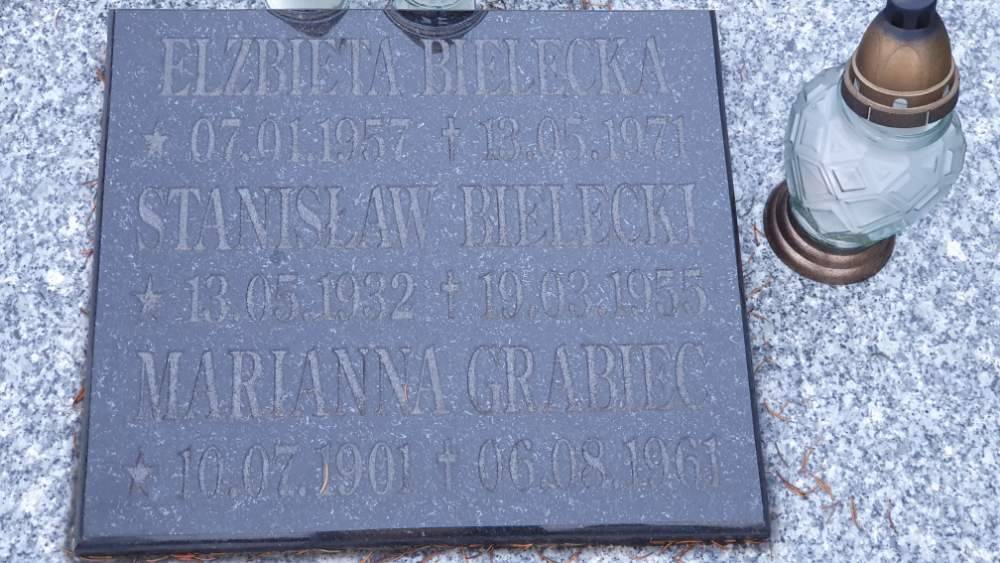 ELŻBIETA BIELECKA
★ 07.01.1957 ✝ 13.05.1971
STANISŁAW BIELECKI
★ 13.05.1932 ✝ 19.03.1955
MARIANNA GRABIEC
★ 10.07.1901 ✝ 06.08.1961